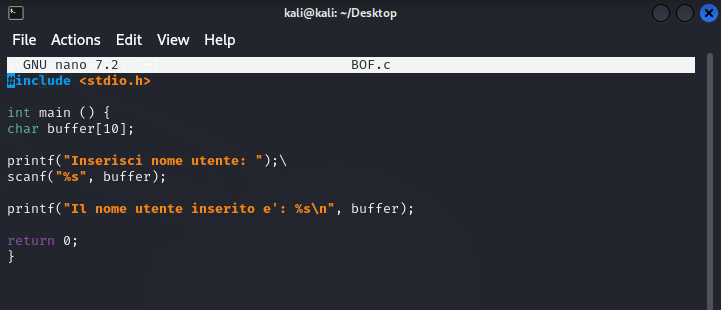 kali@kali: ~/Desktop
File Actions Edit View Help
GNU nano 7.2 BOF.c
#include <stdio.h>
int main () {
char buffer[10];
printf("Inserisci nome utente: ");\
scanf("%s", buffer);
printf("Il nome utente inserito e': %s\n", buffer);
return 0;
}